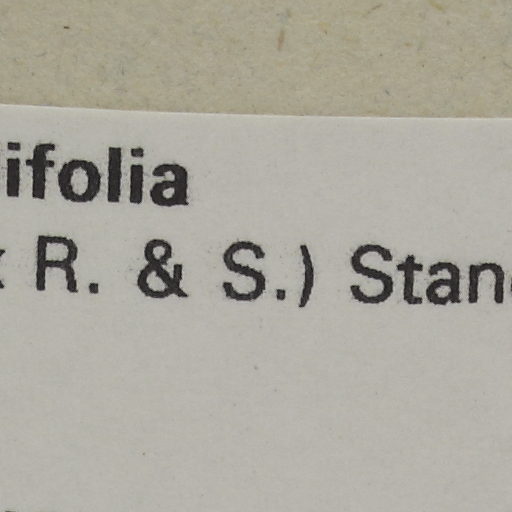 ifolia
R. & S.) Stan